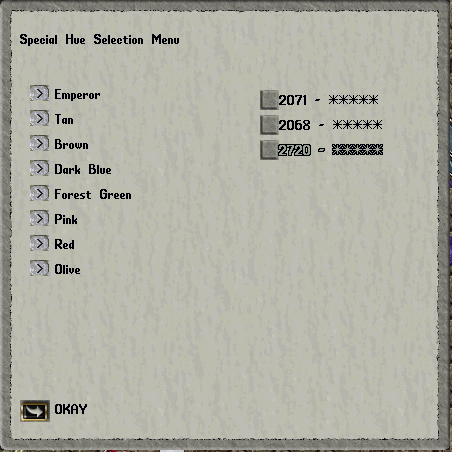 Special Hue Selection Menu
Emperor
Tan
Brown
Dark Blue
Forest Green
Pink
Red
Olive
2071 - *****
2068 - *****
2720 - ******
OKAY